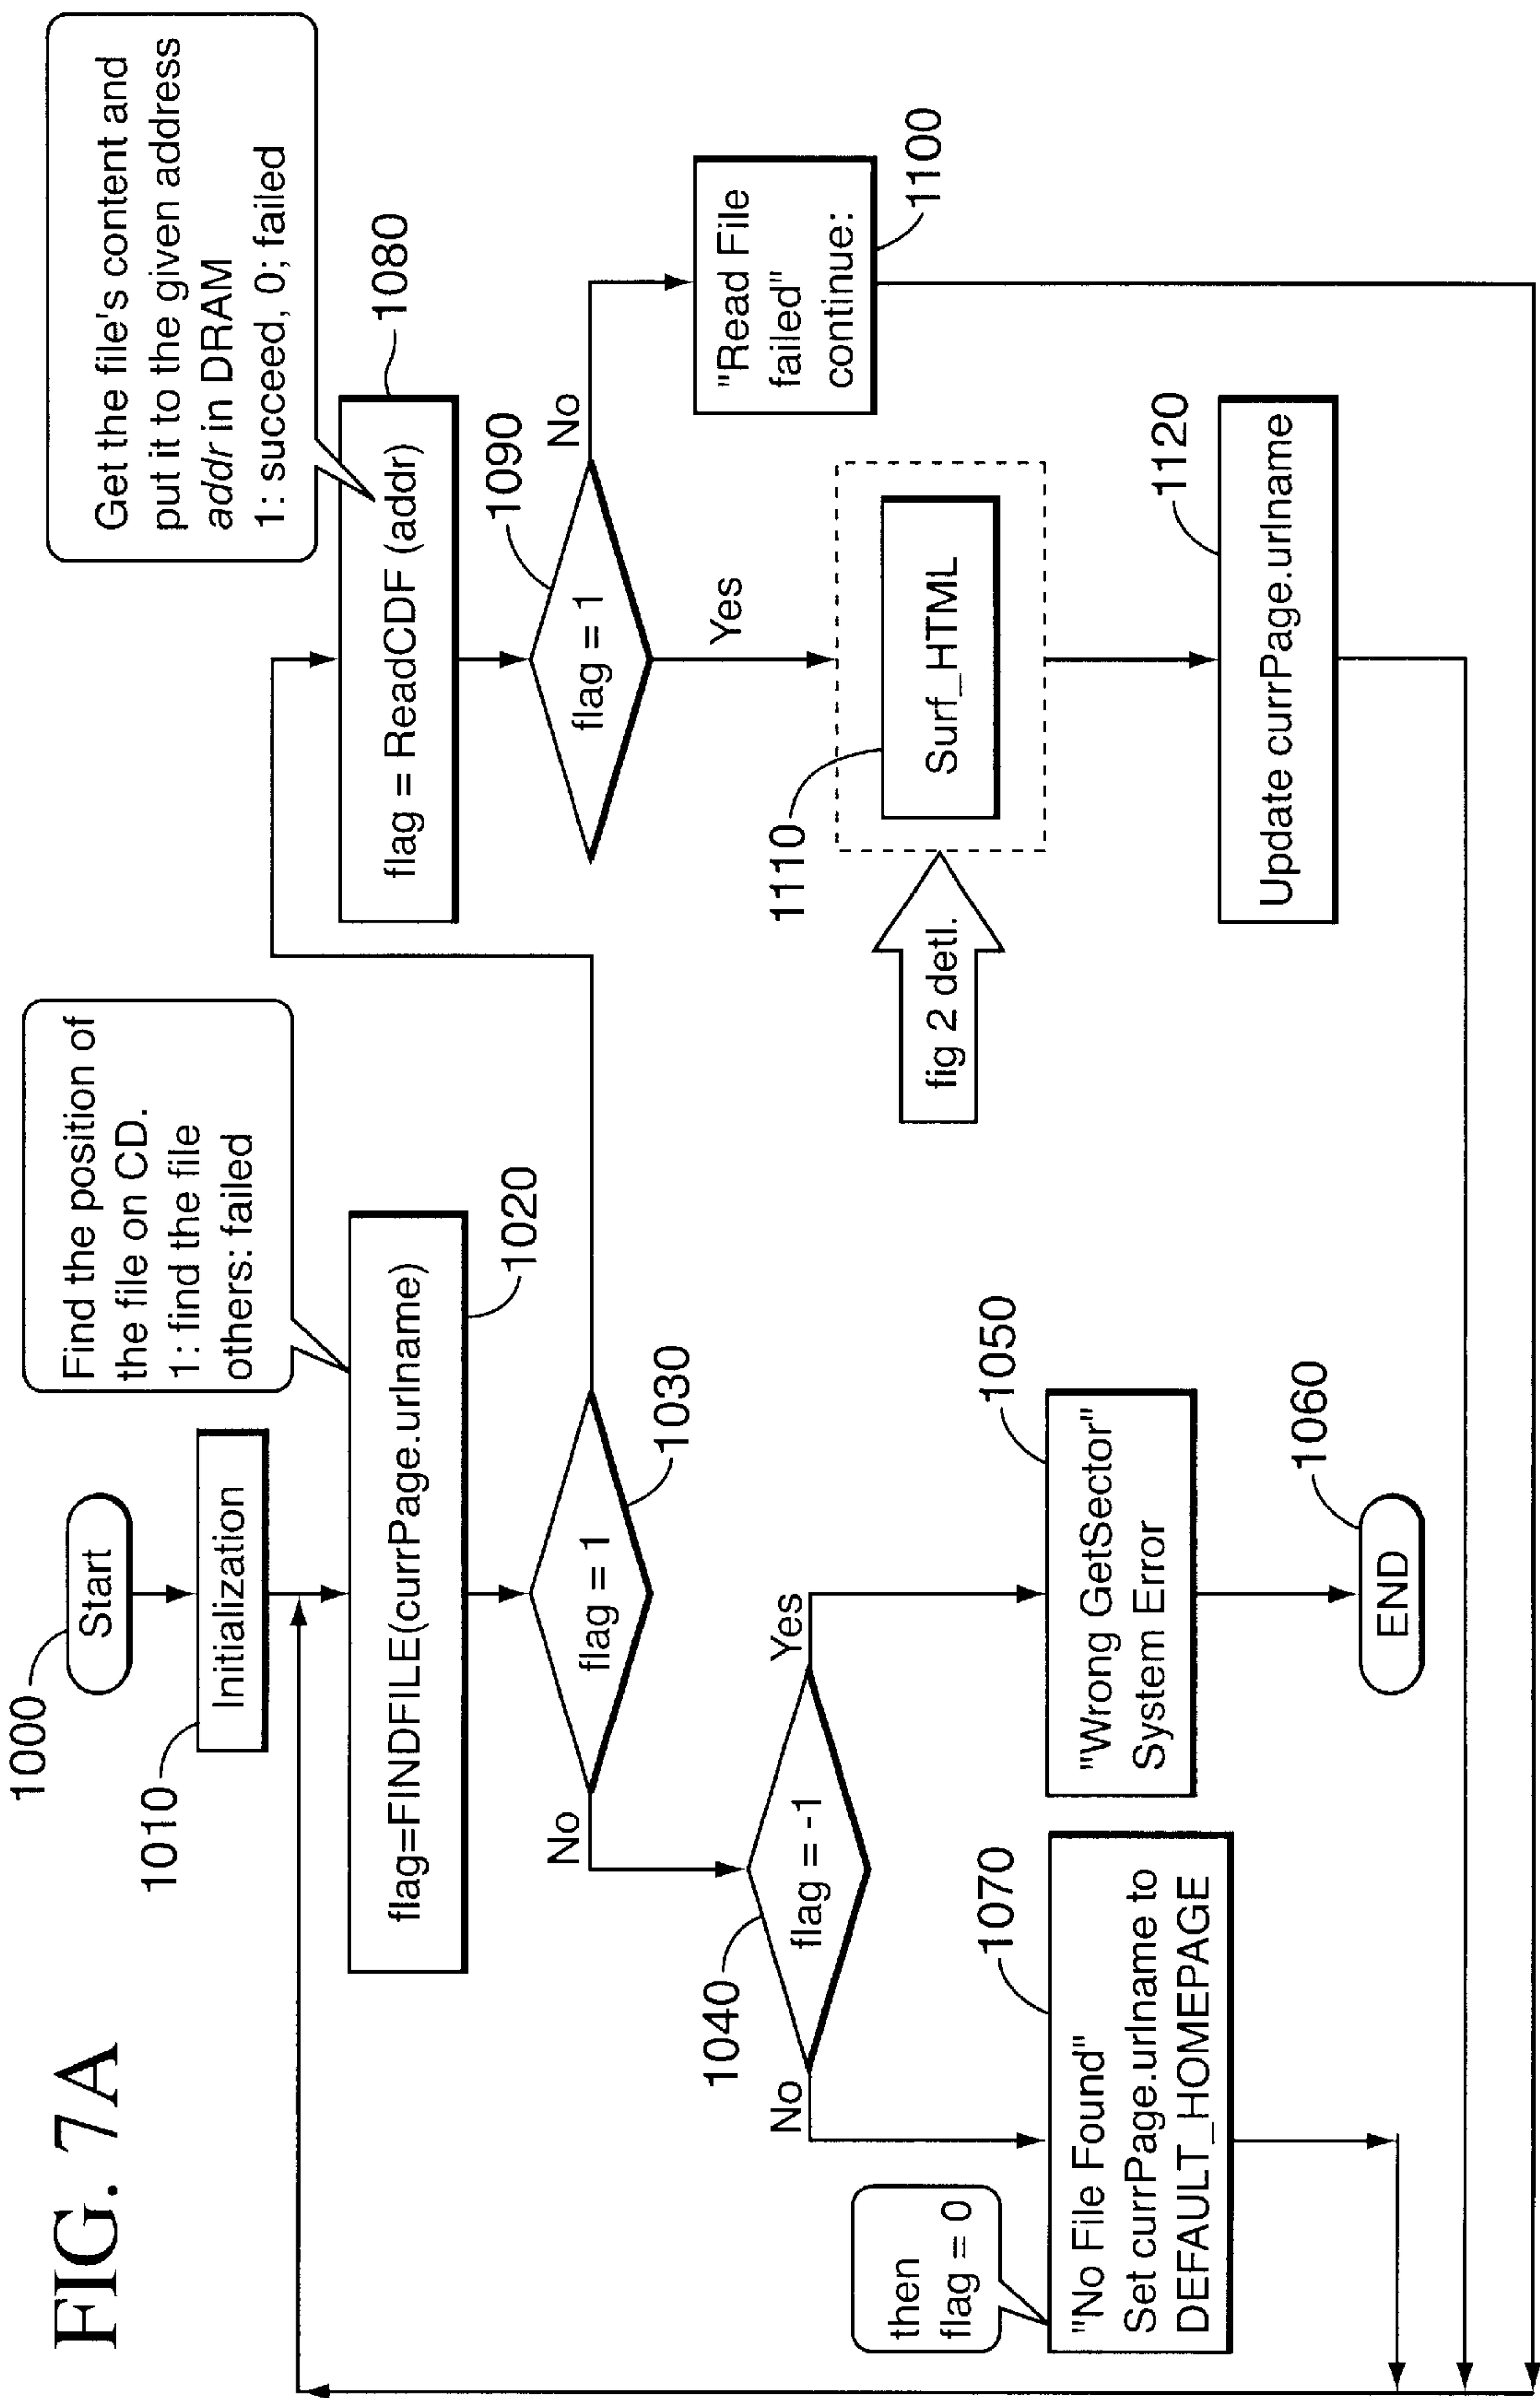 FIG. 7A
1000
Start
1010
Initialization
Find the position of
the file on CD.
1: find the file
others: failed
flag=FINDFILE(currPage.urlname)
1020
flag = 1
1030
No
1040
flag = -1
No
Yes
then
flag = 0
"No File Found"
Set currPage.urlname to
DEFAULT_HOMEPAGE
1070
"Wrong GetSector"
System Error
1050
END
1060
Get the file's content and
put it to the given address
addr in DRAM
1: succeed, 0; failed
flag = ReadCDF (addr)
1080
flag = 1
1090
No
Yes
"Read File
failed"
continue:
1100
1110
Surf_HTML
fig 2 detl.
Update currPage.urlname
1120